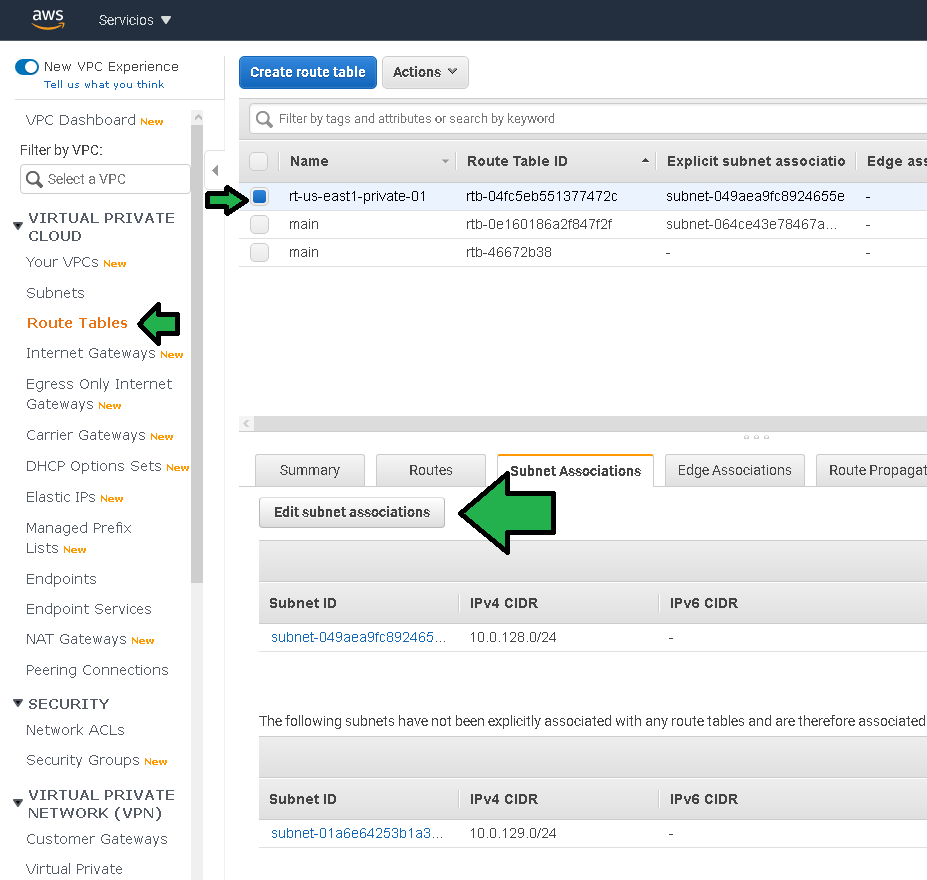 aws
Servicios
New VPC Experience
Tell us what you think
VPC Dashboard New
Filter by VPC:
Select a VPC
VIRTUAL PRIVATE
CLOUD
Your VPCs New
Subnets
Route Tables
Internet Gateways New
Egress Only Internet
Gateways New
Carrier Gateways New
DHCP Options Sets New
Elastic IPs New
Managed Prefix
Lists New
Endpoints
Endpoint Services
NAT Gateways New
Peering Connections
SECURITY
Network ACLs
Security Groups New
VIRTUAL PRIVATE
NETWORK (VPN)
Customer Gateways
Virtual Private
Create route table
Actions
Filter by tags and attributes or search by keyword
Name Route Table ID Explicit subnet associatio Edge ass
rt-us-east1-private-01 rtb-04fc5eb551377472c subnet-049aea9fc8924655e -
main rtb-0e160186a2f847f2f subnet-064ce43e78467a... -
main rtb-46672b38 - -
Summary Routes Subnet Associations Edge Associations Route Propagat
Edit subnet associations
Subnet ID IPv4 CIDR IPv6 CIDR
subnet-049aea9fc892465... 10.0.128.0/24 -
The following subnets have not been explicitly associated with any route tables and are therefore associated
Subnet ID IPv4 CIDR IPv6 CIDR
subnet-01a6e64253b1a3... 10.0.129.0/24 -